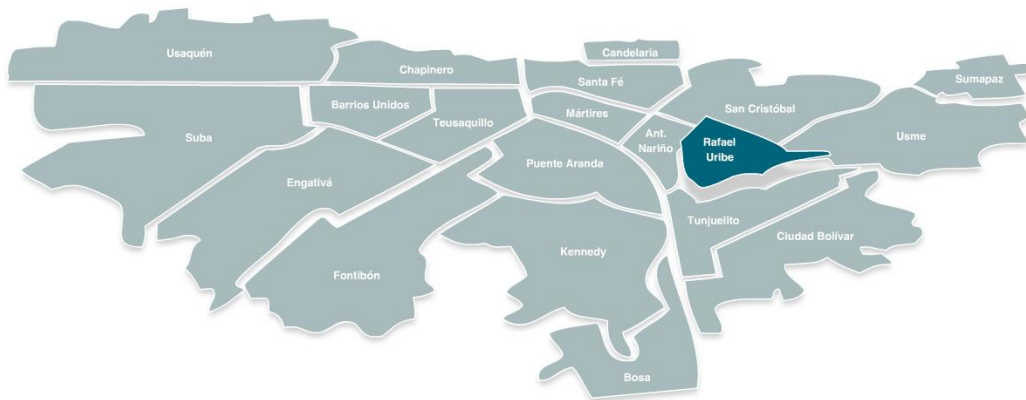 Usaquén
Candelaria
Chapinero
Santa Fé
Sumapaz
Barrios Unidos
San Cristóbal
Mártires
Teusaquillo
Suba
Ant.
Nariño
Rafael
Uribe
Usme
Puente Aranda
Engativá
Tunjuelito
Ciudad Bolívar
Kennedy
Fontibón
Bosa